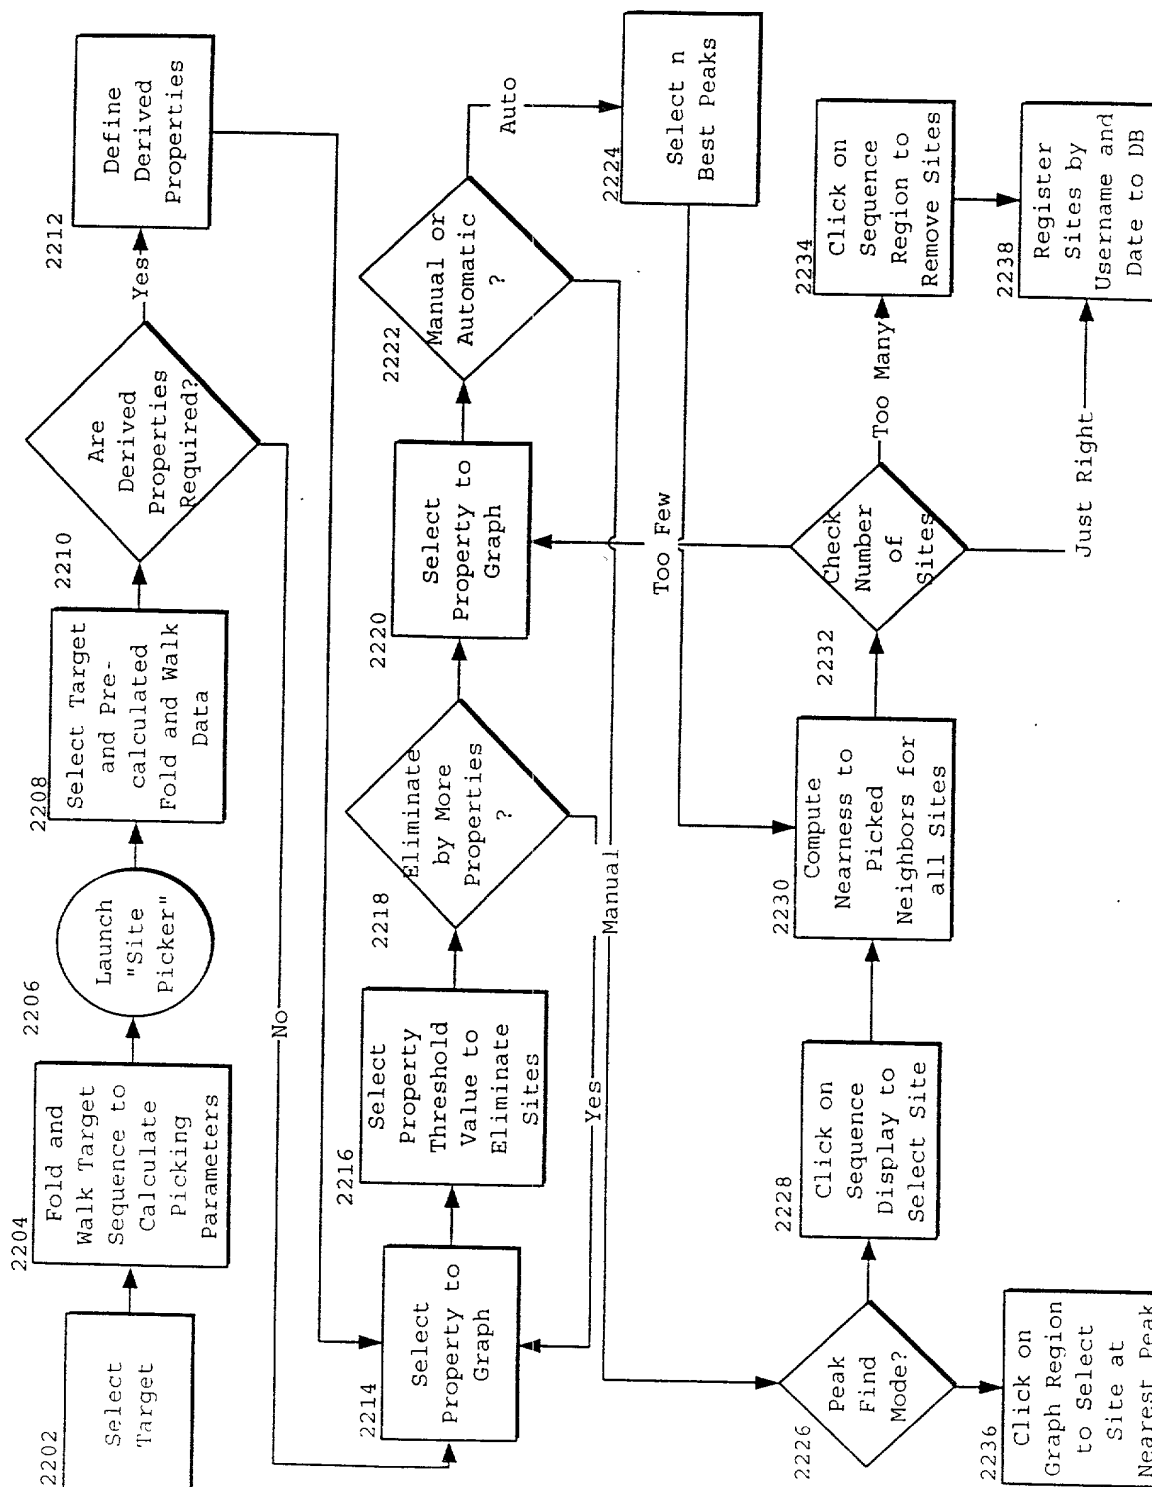 2202
Select
Target
2204
Fold and
Walk Target
Sequence to
Calculate
Picking
Parameters
2206
Launch
"Site
Picker"
2208
Select Target
and Pre-
calculated
Fold and Walk
Data
2210
Are
Derived
Properties
Required?
Yes
No
2212
Define
Derived
Properties
2214
Select
Property to
Graph
2216
Select
Property
Threshold
Value to
Eliminate
Sites
2218
Eliminate
by More
Properties
?
Yes
2220
Select
Property to
Graph
2222
Manual or
Automatic
?
Auto
Manual
2224
Select n
Best Peaks
2226
Peak
Find
Mode?
2228
Click on
Sequence
Display to
Select Site
2230
Compute
Nearness to
Picked
Neighbors for
all Sites
2232
Check
Number
of
Sites
Too Few
Too Many
Just Right
2234
Click on
Sequence
Region to
Remove Sites
2236
Click on
Graph Region
to Select
Site at
Nearest Peak
2238
Register
Sites by
Username and
Date to DB